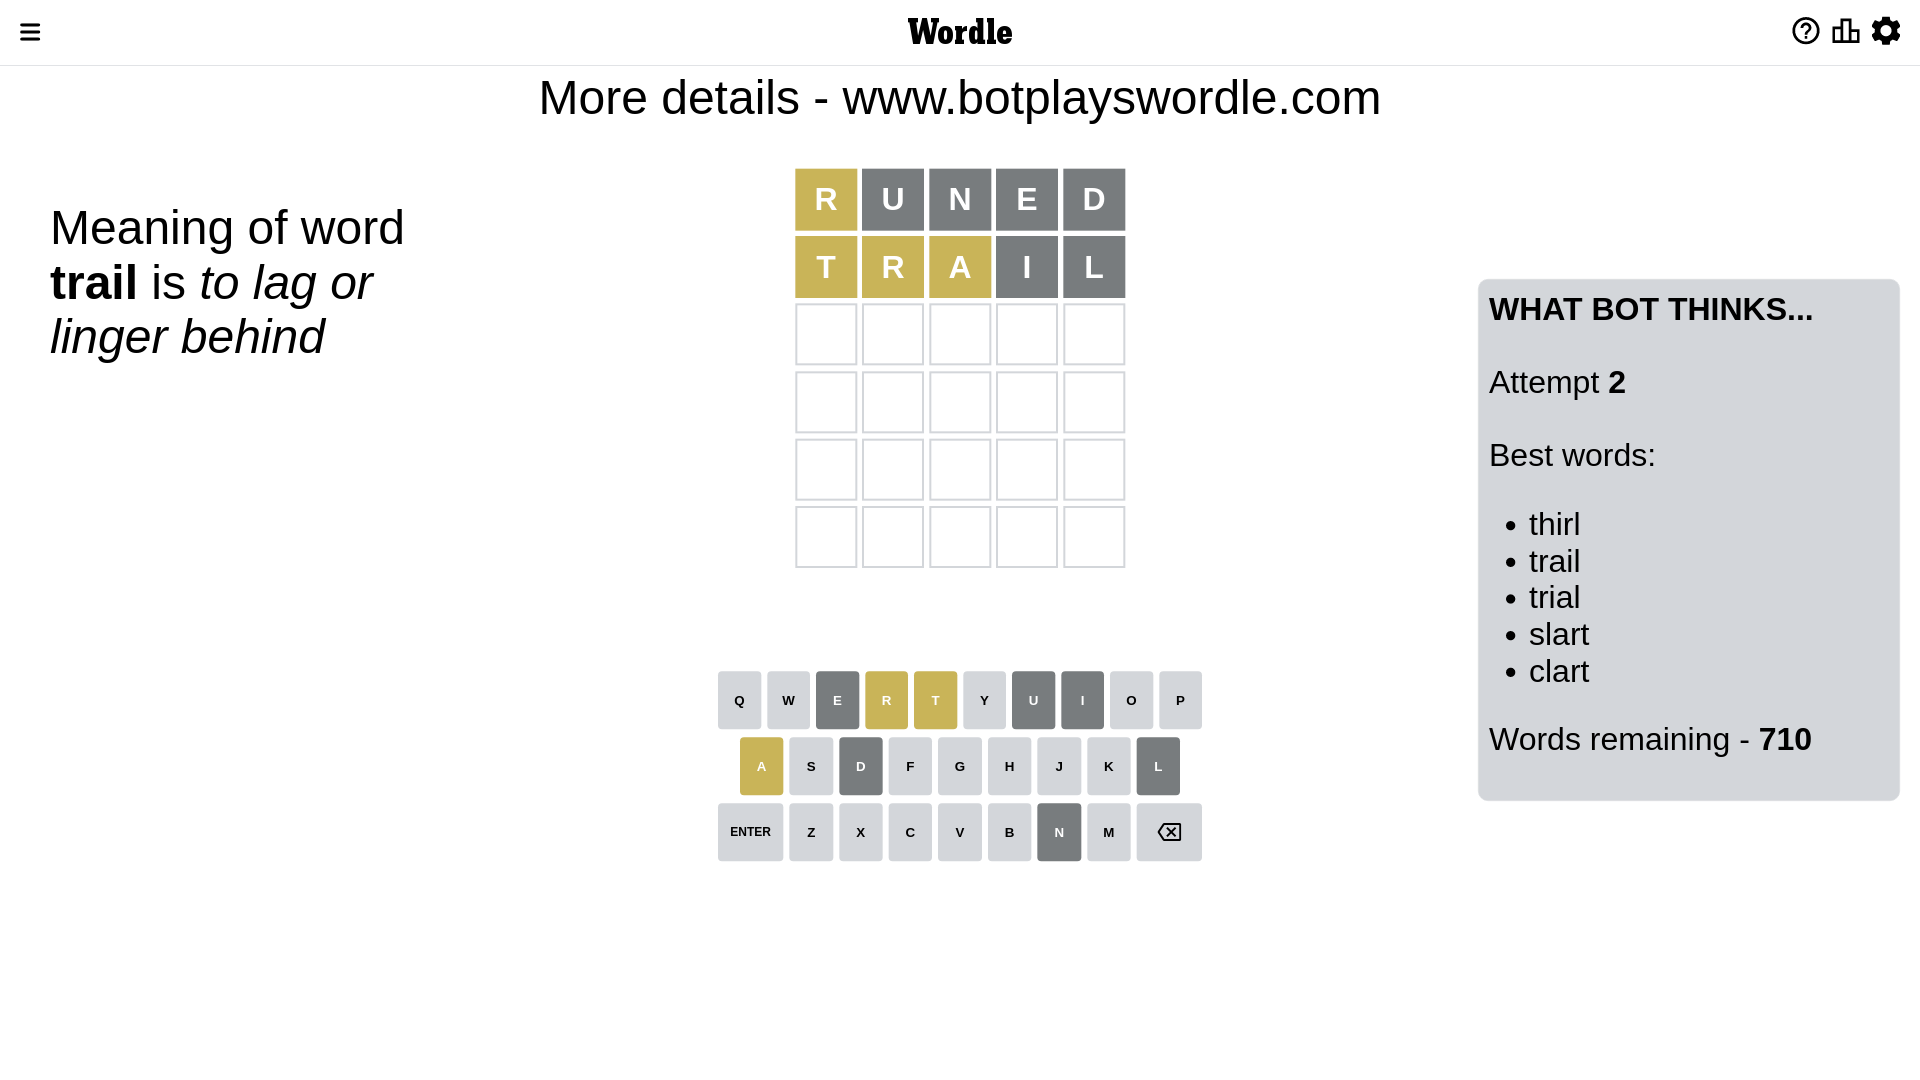 Wordle
More details - www.botplayswordle.com
Meaning of word
trail is to lag or
linger behind
R U N E D
T R A I L
WHAT BOT THINKS...
Attempt 2
Best words:
• thirl
• trail
• trial
• slart
• clart
Words remaining - 710
Q W E R T Y U I O P
A S D F G H J K L
ENTER Z X C V B N M